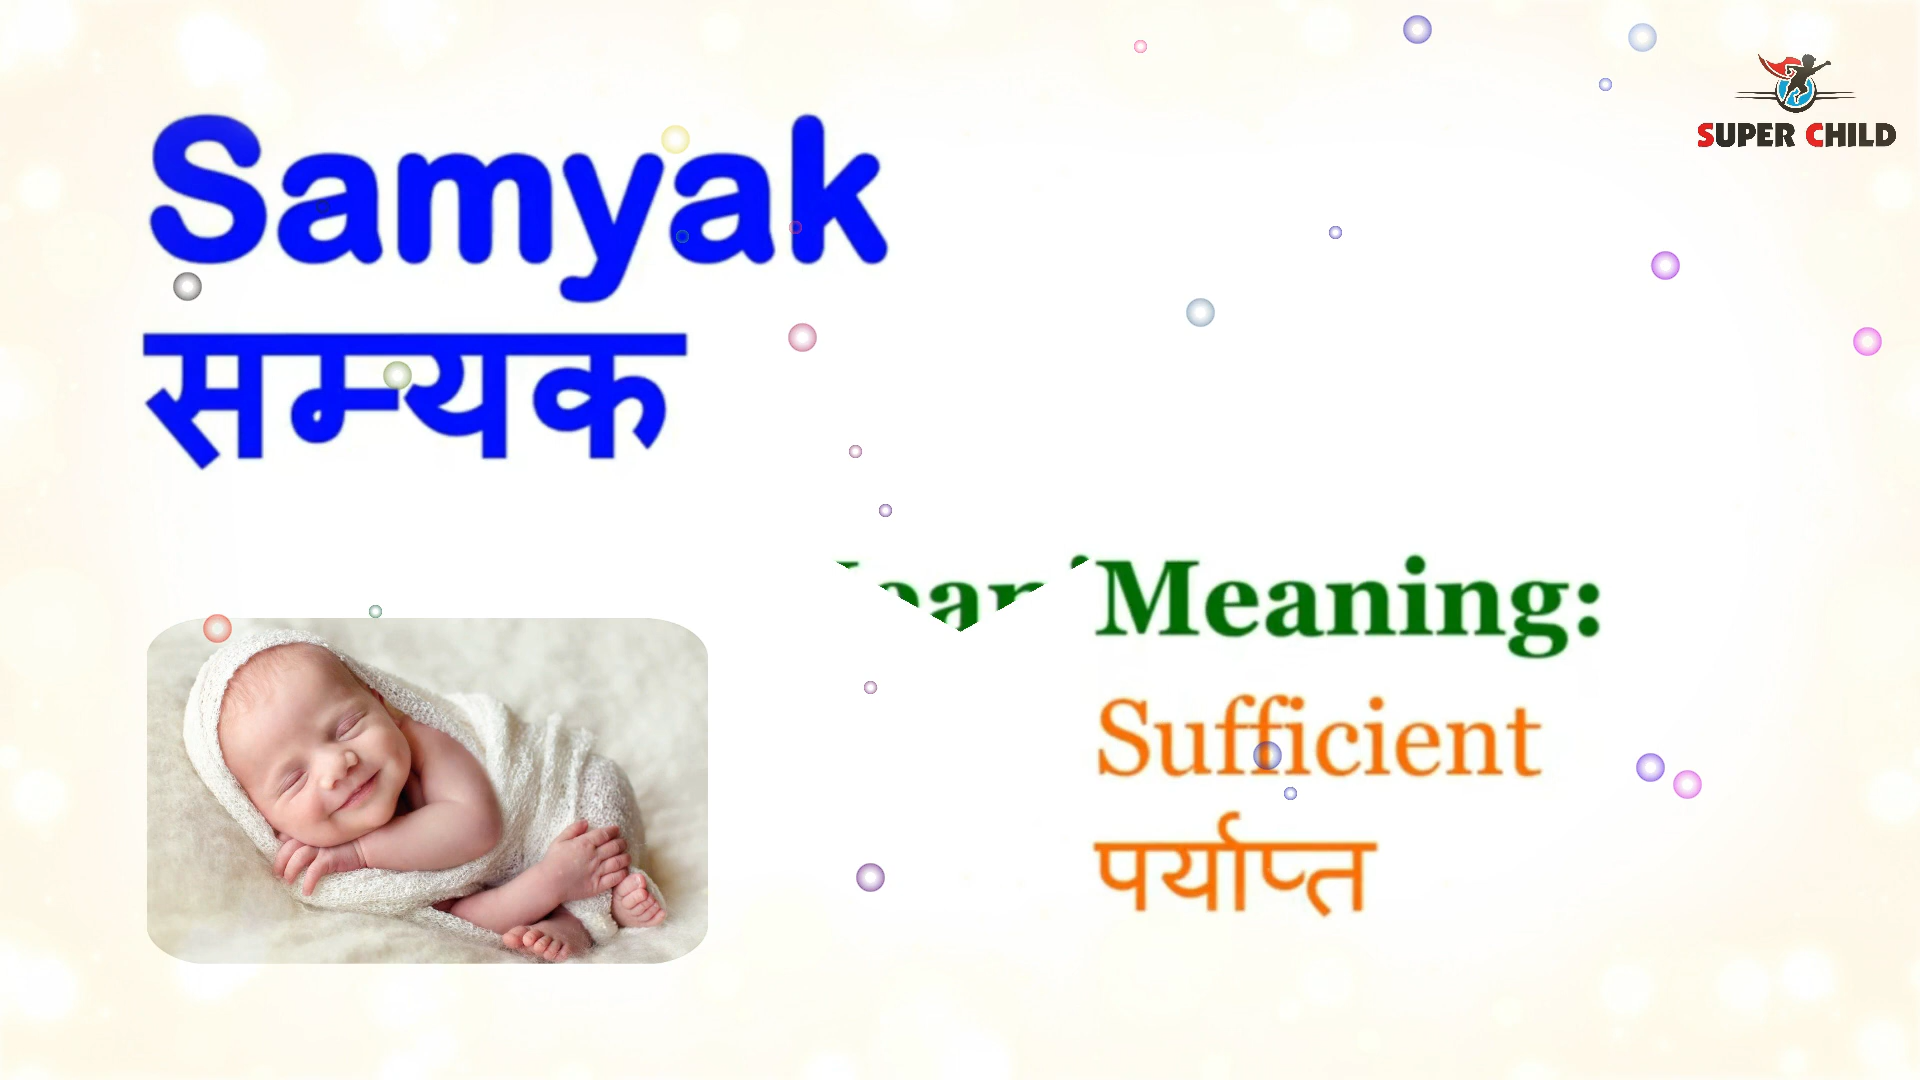 SUPER CHILD
Samyak
सम्यक
Meaning:
Sufficient
पर्याप्त